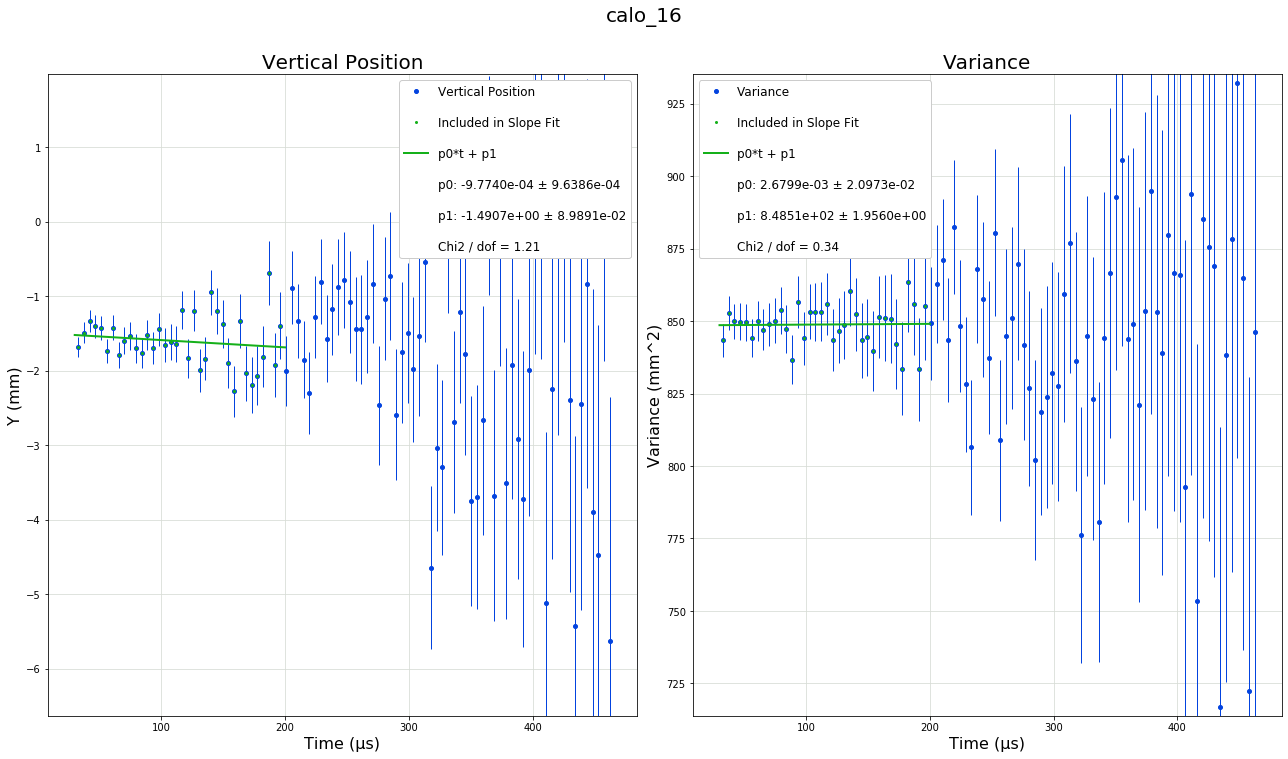 calo_16
Vertical Position
Vertical Position
Included in Slope Fit
p0*t + p1
p0: -9.7740e-04 ± 9.6386e-04
p1: -1.4907e+00 ± 8.9891e-02
Chi2 / dof = 1.21
1
0
−1
−2
−3
−4
−5
−6
Y (mm)
100
200
300
400
Time (μs)
Variance
Variance
Included in Slope Fit
p0*t + p1
p0: 2.6799e-03 ± 2.0973e-02
p1: 8.4851e+02 ± 1.9560e+00
Chi2 / dof = 0.34
925
900
875
850
825
800
775
750
725
Variance (mm^2)
100
200
300
400
Time (μs)